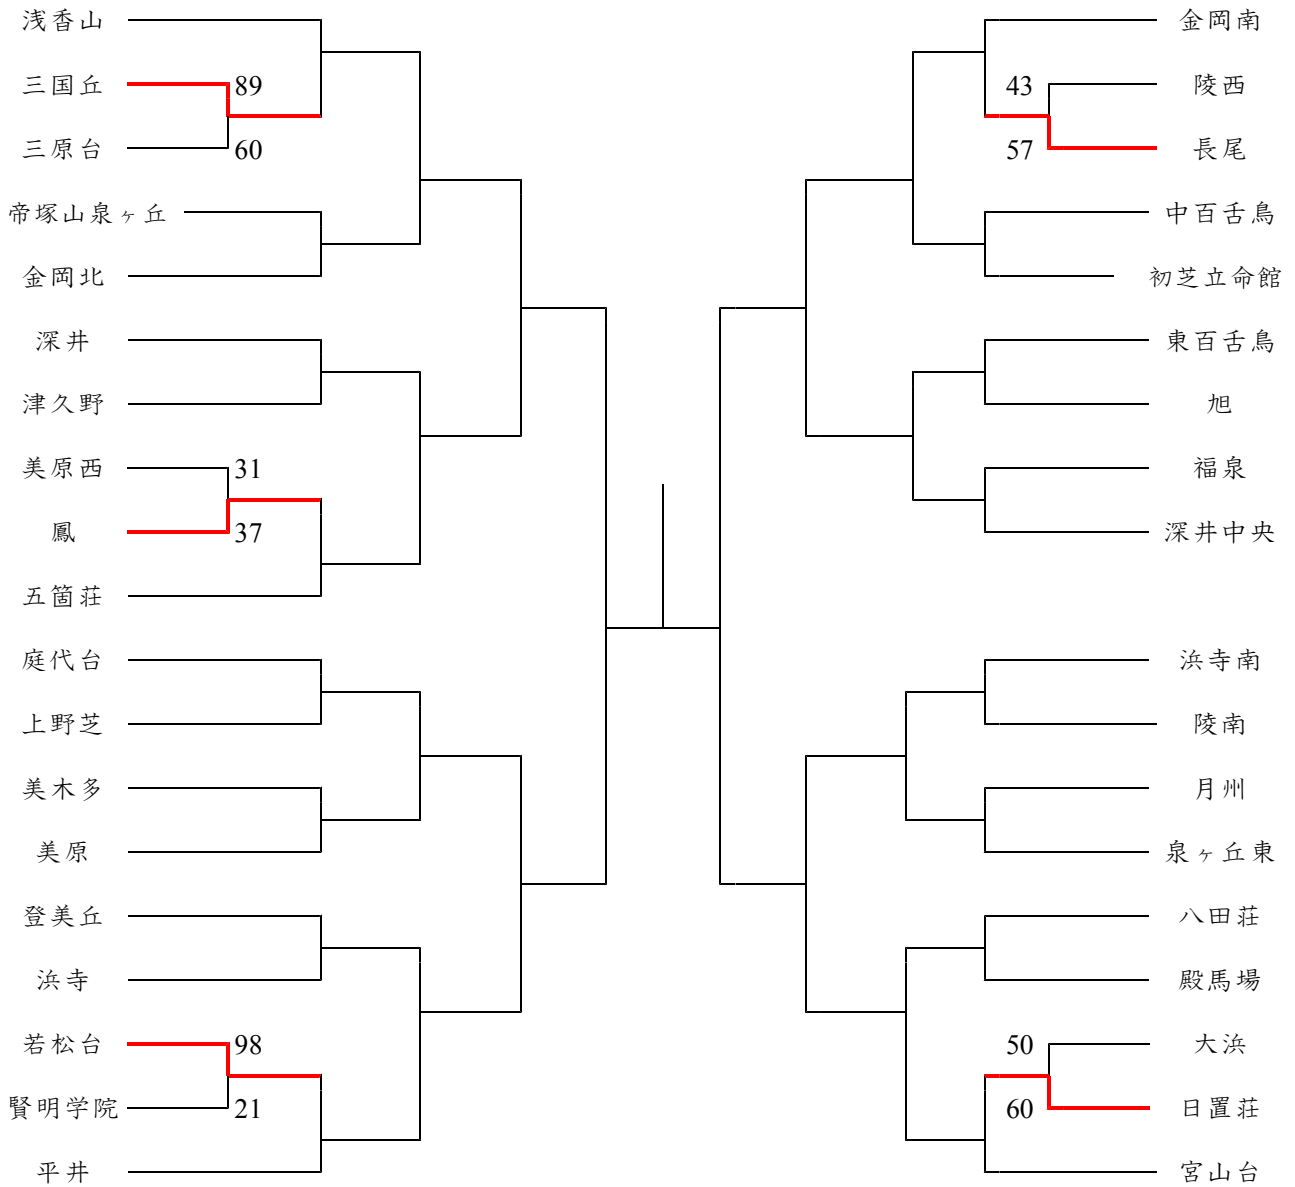 浅香山
三国丘
89
三原台
60
帝塚山泉ヶ丘
金岡北
深井
津久野
美原西
31
鳳
37
五箇荘
庭代台
上野芝
美木多
美原
登美丘
浜寺
若松台
98
賢明学院
21
平井
金岡南
43
陵西
57
長尾
中百舌鳥
初芝立命館
東百舌鳥
旭
福泉
深井中央
浜寺南
陵南
月州
泉ヶ丘東
八田荘
殿馬場
50
大浜
60
日置荘
宮山台